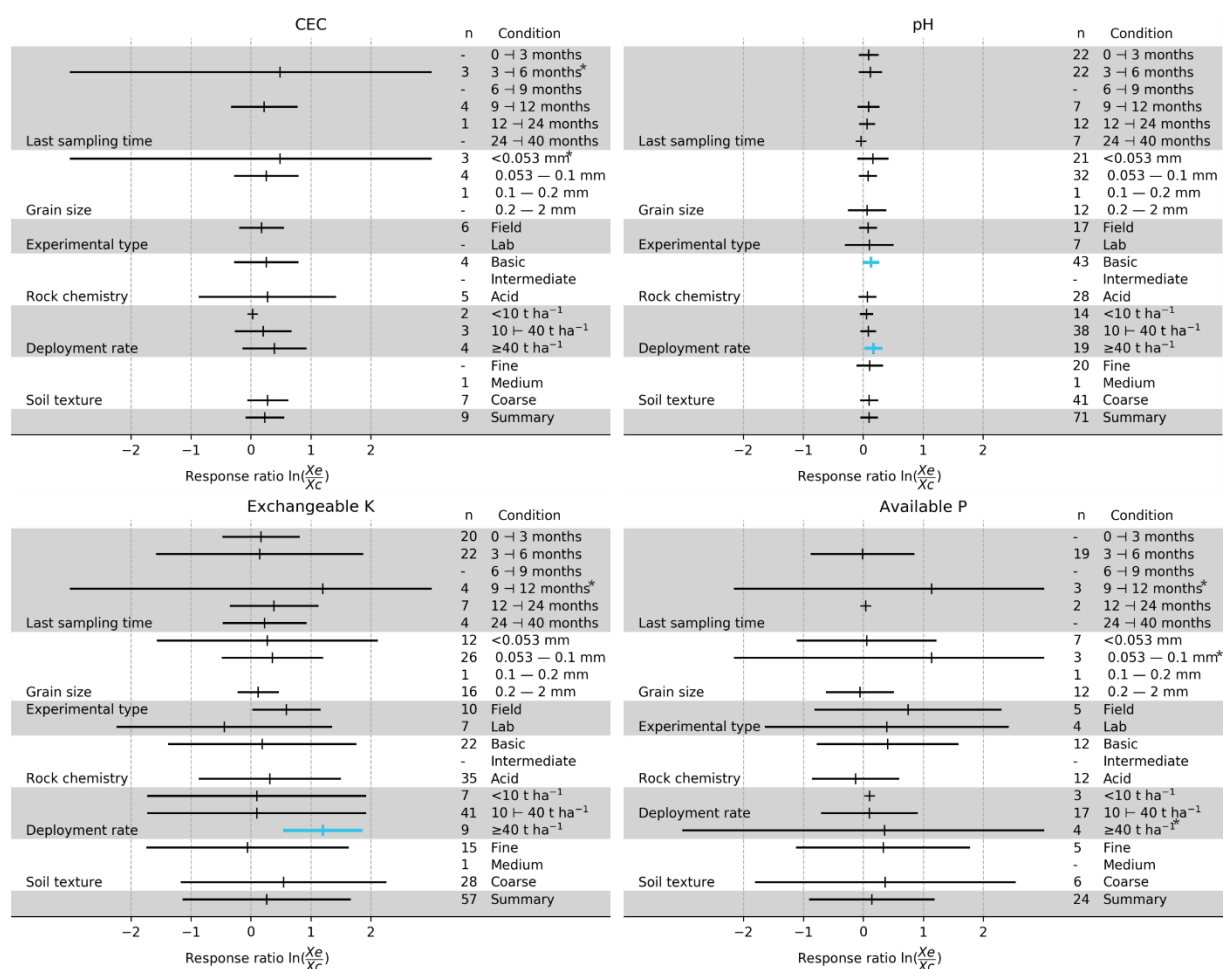 CEC
n Condition
- 0 ⊣ 3 months
3 3 ⊣ 6 months*
- 6 ⊣ 9 months
4 9 ⊣ 12 months
1 12 ⊣ 24 months
Last sampling time - 24 ⊣ 40 months
3 <0.053 mm*
4 0.053 — 0.1 mm
1 0.1 — 0.2 mm
Grain size - 0.2 — 2 mm
6 Field
Experimental type - Lab
4 Basic
- Intermediate
Rock chemistry 5 Acid
2 <10 t ha⁻¹
3 10 ⊢ 40 t ha⁻¹
Deployment rate 4 ≥40 t ha⁻¹
- Fine
1 Medium
Soil texture 7 Coarse
9 Summary
−2 −1 0 1 2
Response ratio ln(Xe/Xc)
pH
n Condition
22 0 ⊣ 3 months
22 3 ⊣ 6 months
- 6 ⊣ 9 months
7 9 ⊣ 12 months
12 12 ⊣ 24 months
Last sampling time 7 24 ⊣ 40 months
21 <0.053 mm
32 0.053 — 0.1 mm
1 0.1 — 0.2 mm
Grain size 12 0.2 — 2 mm
17 Field
Experimental type 7 Lab
43 Basic
- Intermediate
Rock chemistry 28 Acid
14 <10 t ha⁻¹
38 10 ⊢ 40 t ha⁻¹
Deployment rate 19 ≥40 t ha⁻¹
20 Fine
1 Medium
Soil texture 41 Coarse
71 Summary
−2 −1 0 1 2
Response ratio ln(Xe/Xc)
Exchangeable K
n Condition
20 0 ⊣ 3 months
22 3 ⊣ 6 months
- 6 ⊣ 9 months
4 9 ⊣ 12 months*
7 12 ⊣ 24 months
Last sampling time 4 24 ⊣ 40 months
12 <0.053 mm
26 0.053 — 0.1 mm
1 0.1 — 0.2 mm
Grain size 16 0.2 — 2 mm
Experimental type 10 Field
7 Lab
22 Basic
- Intermediate
Rock chemistry 35 Acid
7 <10 t ha⁻¹
41 10 ⊢ 40 t ha⁻¹
Deployment rate 9 ≥40 t ha⁻¹
15 Fine
1 Medium
Soil texture 28 Coarse
57 Summary
−2 −1 0 1 2
Response ratio ln(Xe/Xc)
Available P
n Condition
- 0 ⊣ 3 months
19 3 ⊣ 6 months
- 6 ⊣ 9 months
3 9 ⊣ 12 months*
2 12 ⊣ 24 months
Last sampling time - 24 ⊣ 40 months
7 <0.053 mm
3 0.053 — 0.1 mm*
1 0.1 — 0.2 mm
Grain size 12 0.2 — 2 mm
5 Field
Experimental type 4 Lab
12 Basic
- Intermediate
Rock chemistry 12 Acid
3 <10 t ha⁻¹
Deployment rate 17 10 ⊢ 40 t ha⁻¹
4 ≥40 t ha⁻¹*
5 Fine
- Medium
Soil texture 6 Coarse
24 Summary
−2 −1 0 1 2
Response ratio ln(Xe/Xc)